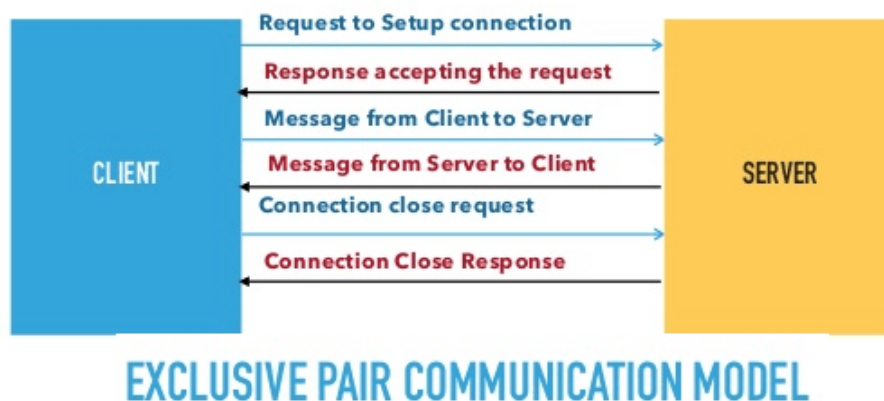 Request to Setup connection
Response accepting the request
Message from Client to Server
CLIENT
Message from Server to Client
SERVER
Connection close request
Connection Close Response
EXCLUSIVE PAIR COMMUNICATION MODEL